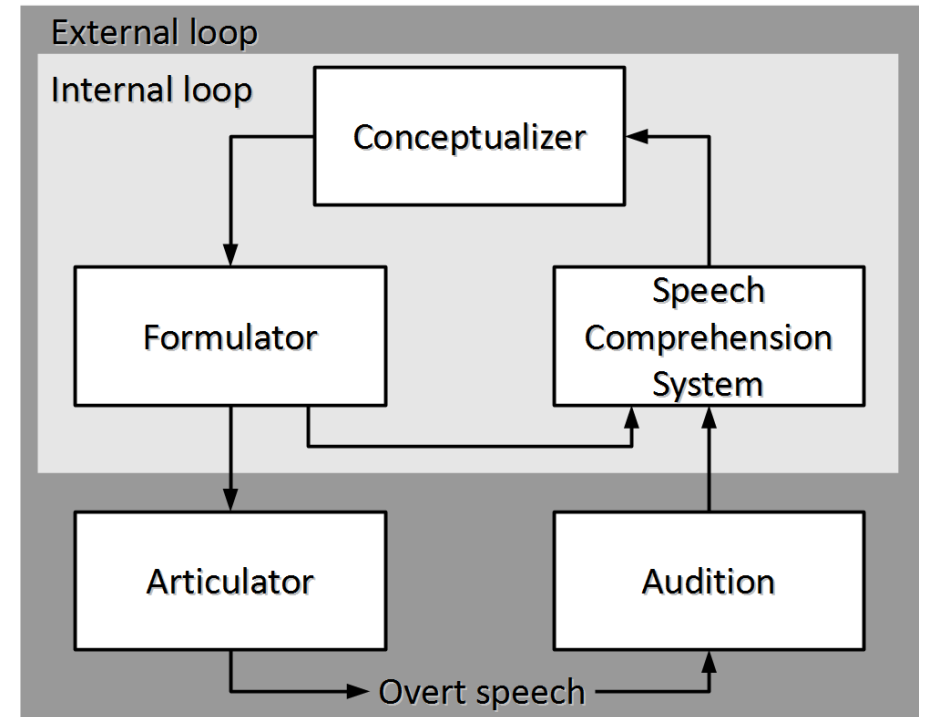 External loop
Internal loop
Conceptualizer
Formulator
Speech
Comprehension
System
Articulator
Audition
Overt speech